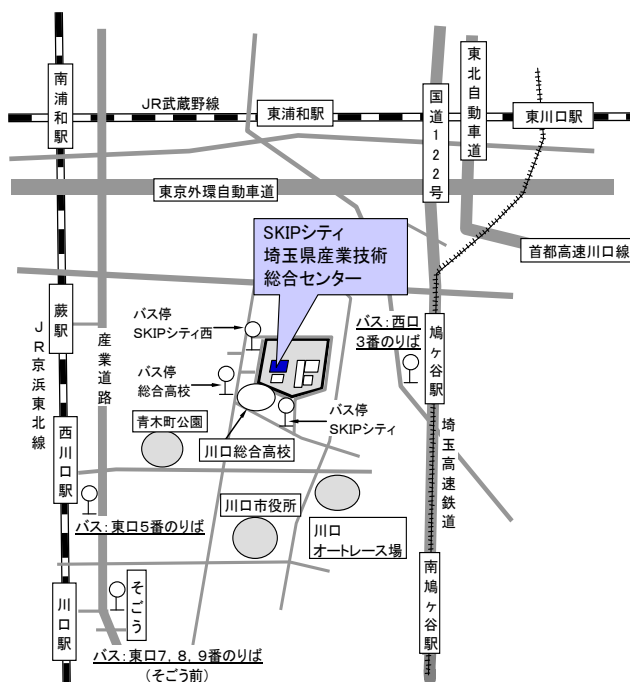 南浦和駅
JR武蔵野線
東浦和駅
国道122号
東北自動車道
東川口駅
東京外環自動車道
SKIPシティ
埼玉県産業技術
総合センター
首都高速川口線
蕨駅
JR京浜東北線
産業道路
バス停
SKIPシティ西
バス:西口
3番のりば
鳩ヶ谷駅
バス停
総合高校
バス停
SKIPシティ
青木町公園
川口総合高校
埼玉高速鉄道
西川口駅
バス:東口5番のりば
川口市役所
川口
オートレース場
そごう
川口駅
南鳩ヶ谷駅
バス:東口7, 8, 9番のりば
(そごう前)